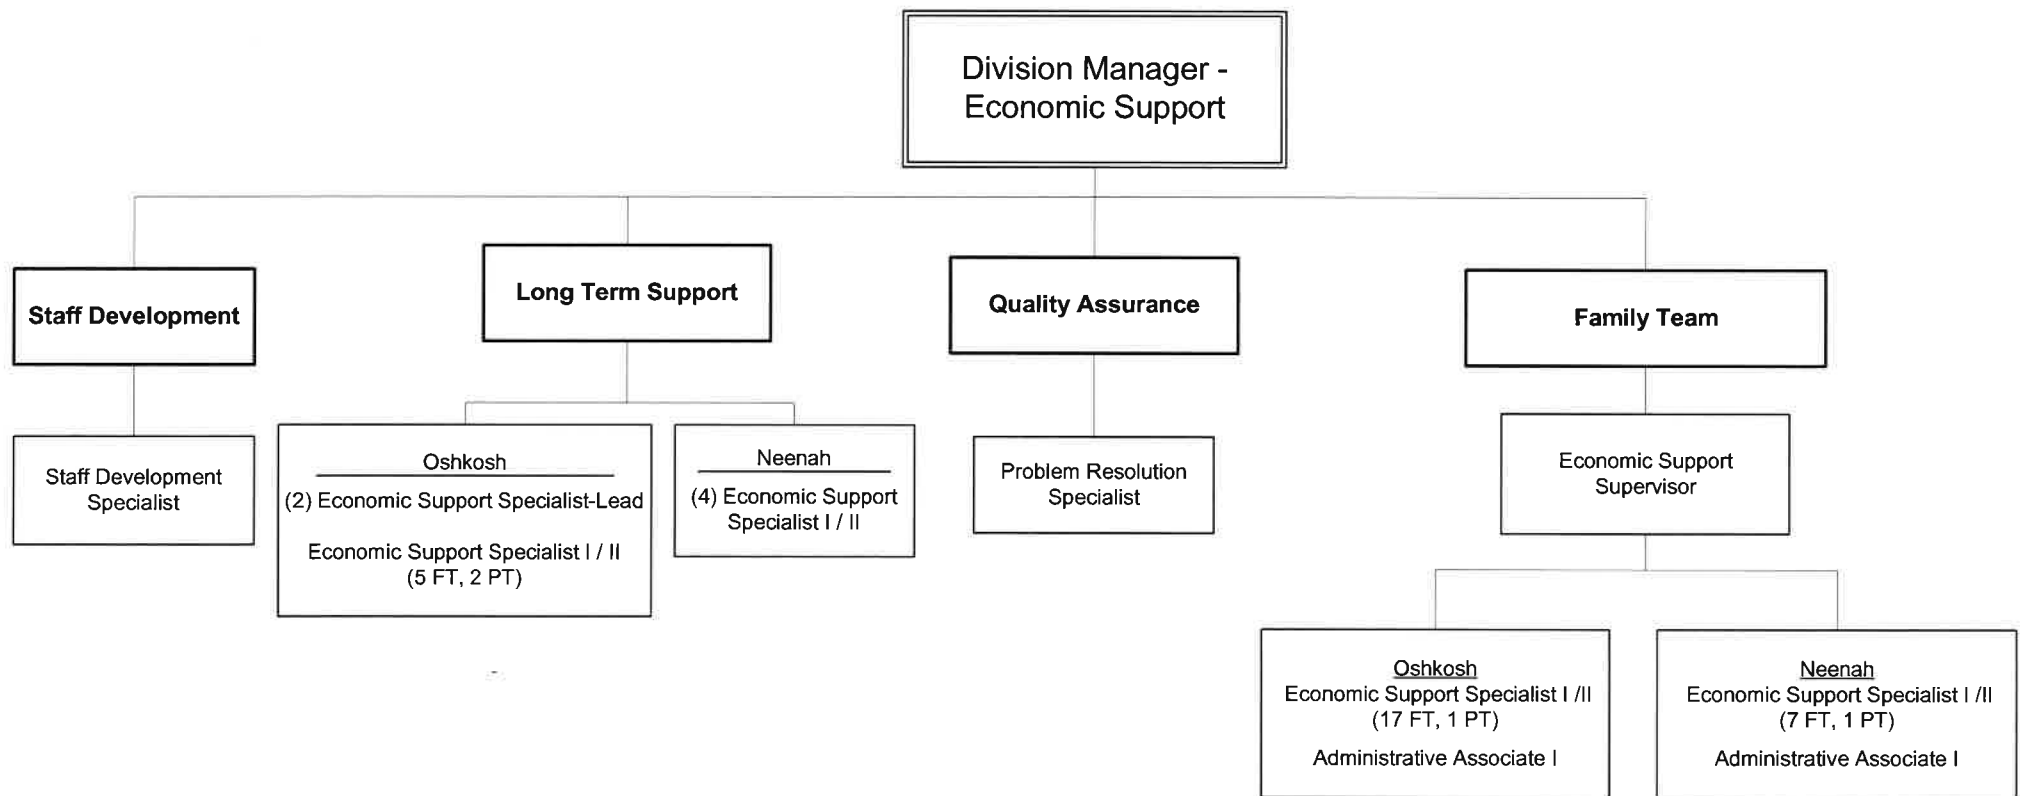 Division Manager -
Economic Support
Staff Development
Long Term Support
Quality Assurance
Family Team
Staff Development
Specialist
Oshkosh
(2) Economic Support Specialist-Lead
Economic Support Specialist I / II
(5 FT, 2 PT)
Neenah
(4) Economic Support
Specialist I / II
Problem Resolution
Specialist
Economic Support
Supervisor
Oshkosh
Economic Support Specialist I /II
(17 FT, 1 PT)
Administrative Associate I
Neenah
Economic Support Specialist I /II
(7 FT, 1 PT)
Administrative Associate I